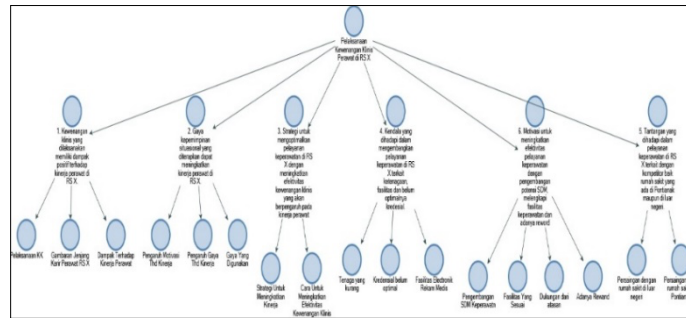 Pelaksanaan
Kewenangan Klinis
Perawat di RS X
1. Kewenangan
klinis yang
dilaksanakan
memiliki dampak
positif terhadap
kinerja perawat di
RS X
2. Gaya
kepemimpinan
situasional yang
diterapkan dapat
meningkatkan
kinerja perawat di
RS X
3. Strategi untuk
mengoptimalkan
pelayanan
keperawatan di RS
X dengan
meningkatkan
efektivitas
kewenangan klinis
yang akan
berpengaruh pada
kinerja perawat
4. Kendala yang
dihadapi dalam
mengembangkan
pelayanan
keperawatan di RS
X terkait
ketenagaan,
fasilitas dan belum
optimalnya
kredensial
6. Motivasi untuk
meningkatkan
efektivitas
pelayanan
keperawatan
dengan
pengembangan
potensi SDM,
melengkapi
fasilitas
keperawatan dan
adanya reward
5. Tantangan yang
dihadapi dalam
pelayanan
keperawatan di RS
X terkait dengan
kompetitor baik
rumah sakit yang
ada di Pontianak
maupun di luar
negeri
Pelaksanaan KK
Gambaran Jenjang
Karir Perawat RS X
Dampak Terhadap
Kinerja Perawat
Pengaruh Motivasi
Thd Kinerja
Pengaruh Gaya
Thd Kinerja
Gaya Yang
Digunakan
Strategi Untuk
Meningkatkan
Kinerja
Cara Untuk
Meningkatkan
Efektivitas
Kewenangan Klinis
Tenaga yang
kurang
Kredensial belum
optimal
Fasilitas Electronik
Rekam Medis
Pengembangan
SDM Keperawatan
Fasilitas Yang
Sesuai
Dukungan dari
atasan
Adanya Reward
Persaingan dengan
rumah sakit di luar
negeri
Persaingan
rumah sa
Pontian